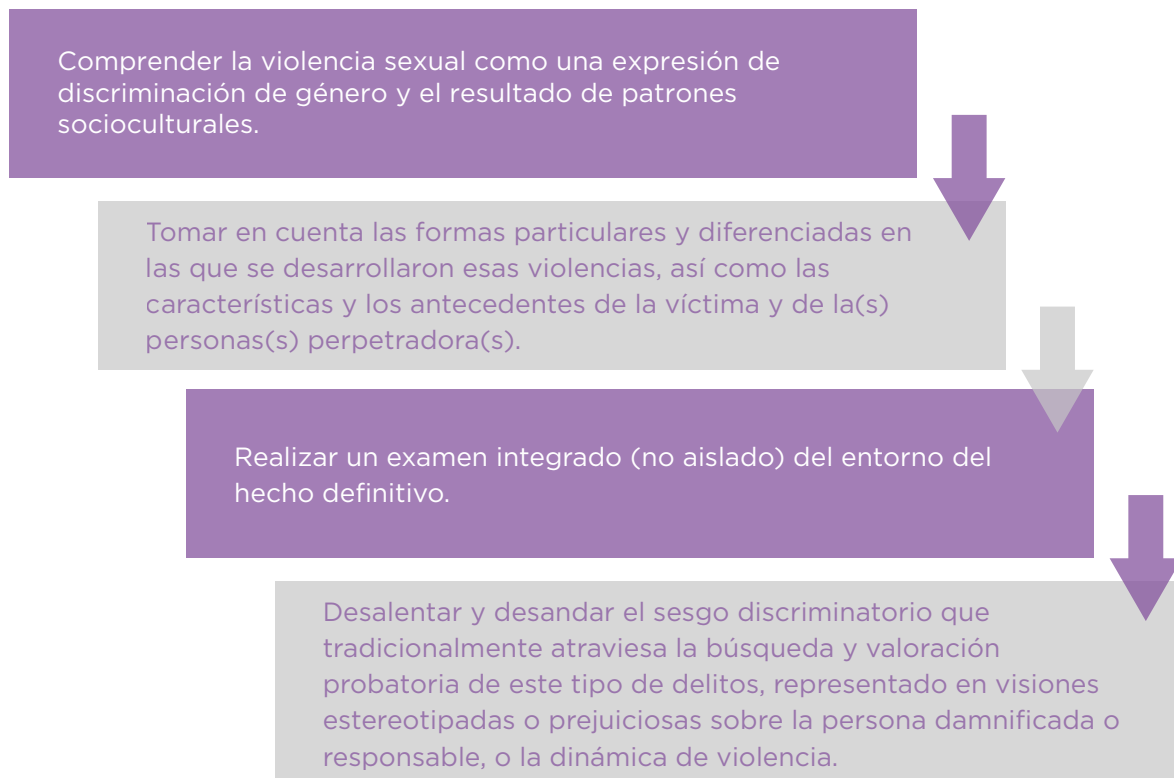 Comprender la violencia sexual como una expresión de
discriminación de género y el resultado de patrones
socioculturales.
Tomar en cuenta las formas particulares y diferenciadas en
las que se desarrollaron esas violencias, así como las
características y los antecedentes de la víctima y de la(s)
personas(s) perpetradora(s).
Realizar un examen integrado (no aislado) del entorno del
hecho definitivo.
Desalentar y desandar el sesgo discriminatorio que
tradicionalmente atraviesa la búsqueda y valoración
probatoria de este tipo de delitos, representado en visiones
estereotipadas o prejuiciosas sobre la persona damnificada o
responsable, o la dinámica de violencia.